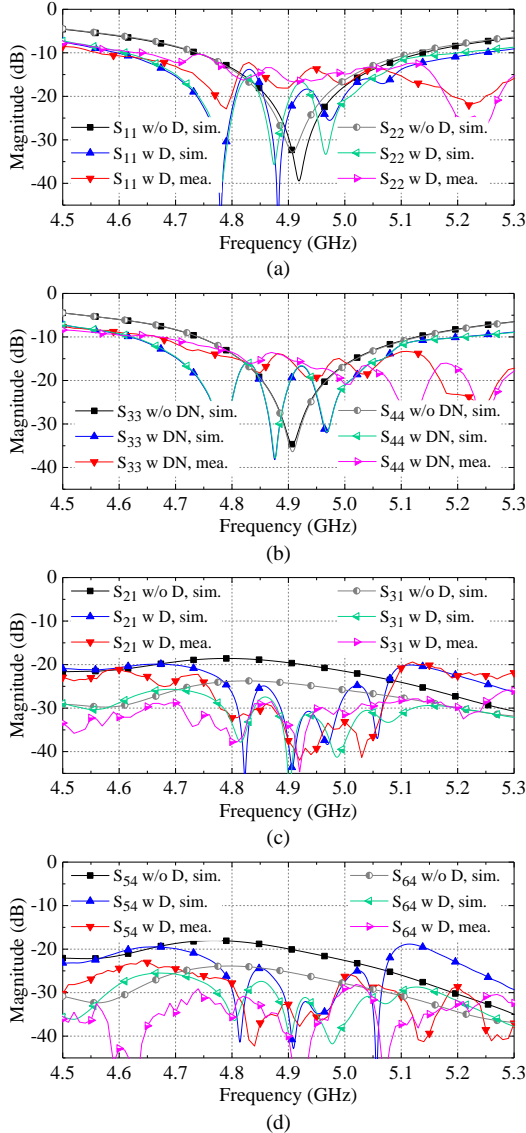 0
-10
-20
-30
-40
Magnitude (dB)
S11 w/o D, sim.
S11 w D, sim.
S11 w D, mea.
S22 w/o D, sim.
S22 w D, sim.
S22 w D, mea.
4.5 4.6 4.7 4.8 4.9 5.0 5.1 5.2 5.3
Frequency (GHz)
(a)
0
-10
-20
-30
-40
Magnitude (dB)
S33 w/o DN, sim.
S33 w DN, sim.
S33 w DN, mea.
S44 w/o DN, sim.
S44 w DN, sim.
S44 w DN, mea.
4.5 4.6 4.7 4.8 4.9 5.0 5.1 5.2 5.3
Frequency (GHz)
(b)
0
-10
-20
-30
-40
Magnitude (dB)
S21 w/o D, sim.
S21 w D, sim.
S21 w D, mea.
S31 w/o D, sim.
S31 w D, sim.
S31 w D, mea.
4.5 4.6 4.7 4.8 4.9 5.0 5.1 5.2 5.3
Frequency (GHz)
(c)
0
-10
-20
-30
-40
Magnitude (dB)
S54 w/o D, sim.
S54 w D, sim.
S54 w D, mea.
S64 w/o D, sim.
S64 w D, sim.
S64 w D, mea.
4.5 4.6 4.7 4.8 4.9 5.0 5.1 5.2 5.3
Frequency (GHz)
(d)